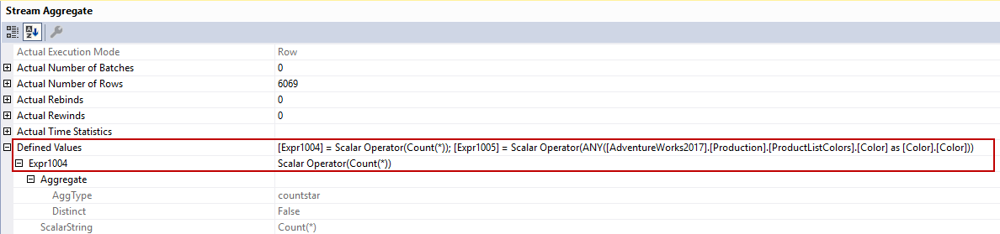 Stream Aggregate
Actual Execution Mode Row
Actual Number of Batches 0
Actual Number of Rows 6069
Actual Rebinds 0
Actual Rewinds 0
Actual Time Statistics
Defined Values [Expr1004] = Scalar Operator(Count(*)); [Expr1005] = Scalar Operator(ANY([AdventureWorks2017].[Production].[ProductListColors].[Color] as [Color].[Color]))
Expr1004 Scalar Operator(Count(*))
Aggregate
AggType countstar
Distinct False
ScalarString Count(*)